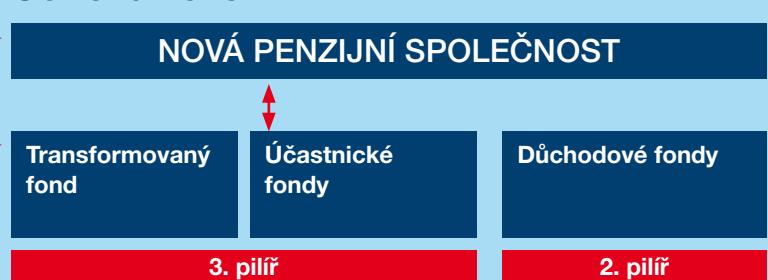 NOVÁ PENZIJNÍ SPOLEČNOST
Transformovaný
fond
Účastnické
fondy
Důchodové fondy
3. pilíř
2. pilíř